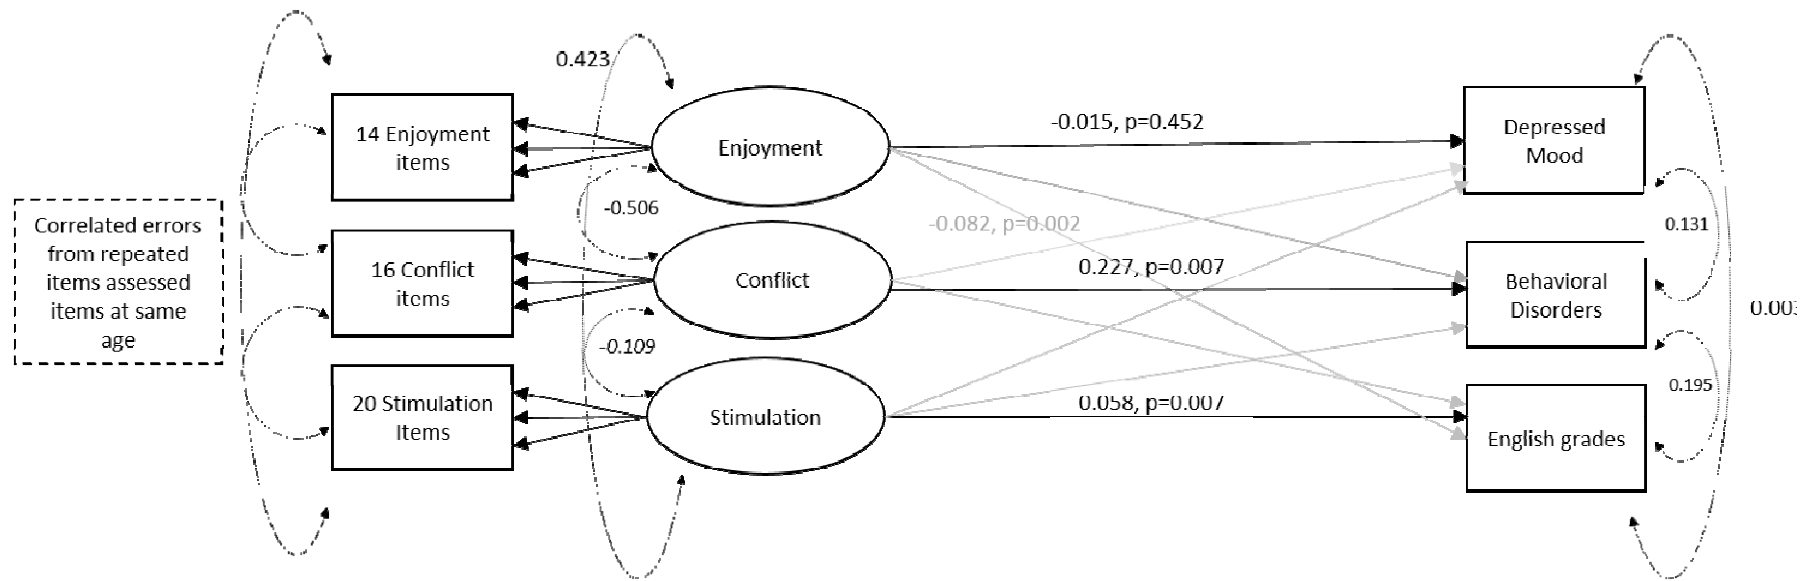 0.423
14 Enjoyment
items
Enjoyment
-0.015, p=0.452
Depressed
Mood
Correlated errors
from repeated
items assessed
items at same
age
-0.506
-0.082, p=0.002
0.131
16 Conflict
items
Conflict
0.227, p=0.007
Behavioral
Disorders
0.003
-0.109
0.195
20 Stimulation
Items
Stimulation
0.058, p=0.007
English grades